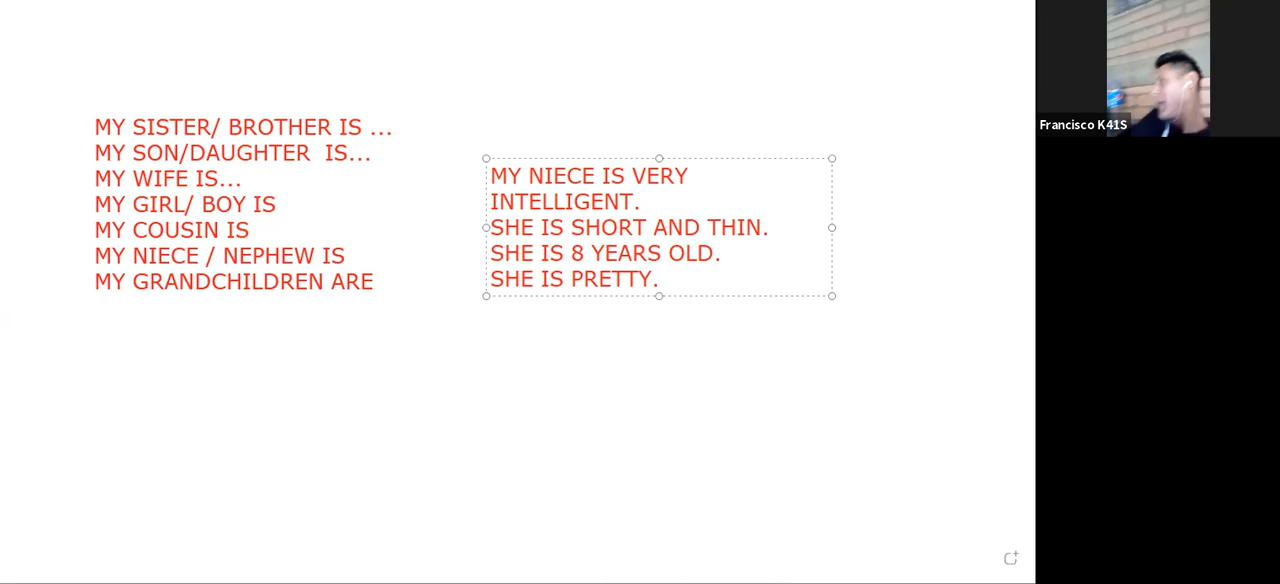 MY SISTER/ BROTHER IS ...
MY SON/DAUGHTER  IS...
MY WIFE IS...
MY GIRL/ BOY IS
MY COUSIN IS
MY NIECE / NEPHEW IS
MY GRANDCHILDREN ARE
MY NIECE IS VERY
INTELLIGENT.
SHE IS SHORT AND THIN.
SHE IS 8 YEARS OLD.
SHE IS PRETTY.
Francisco K41S